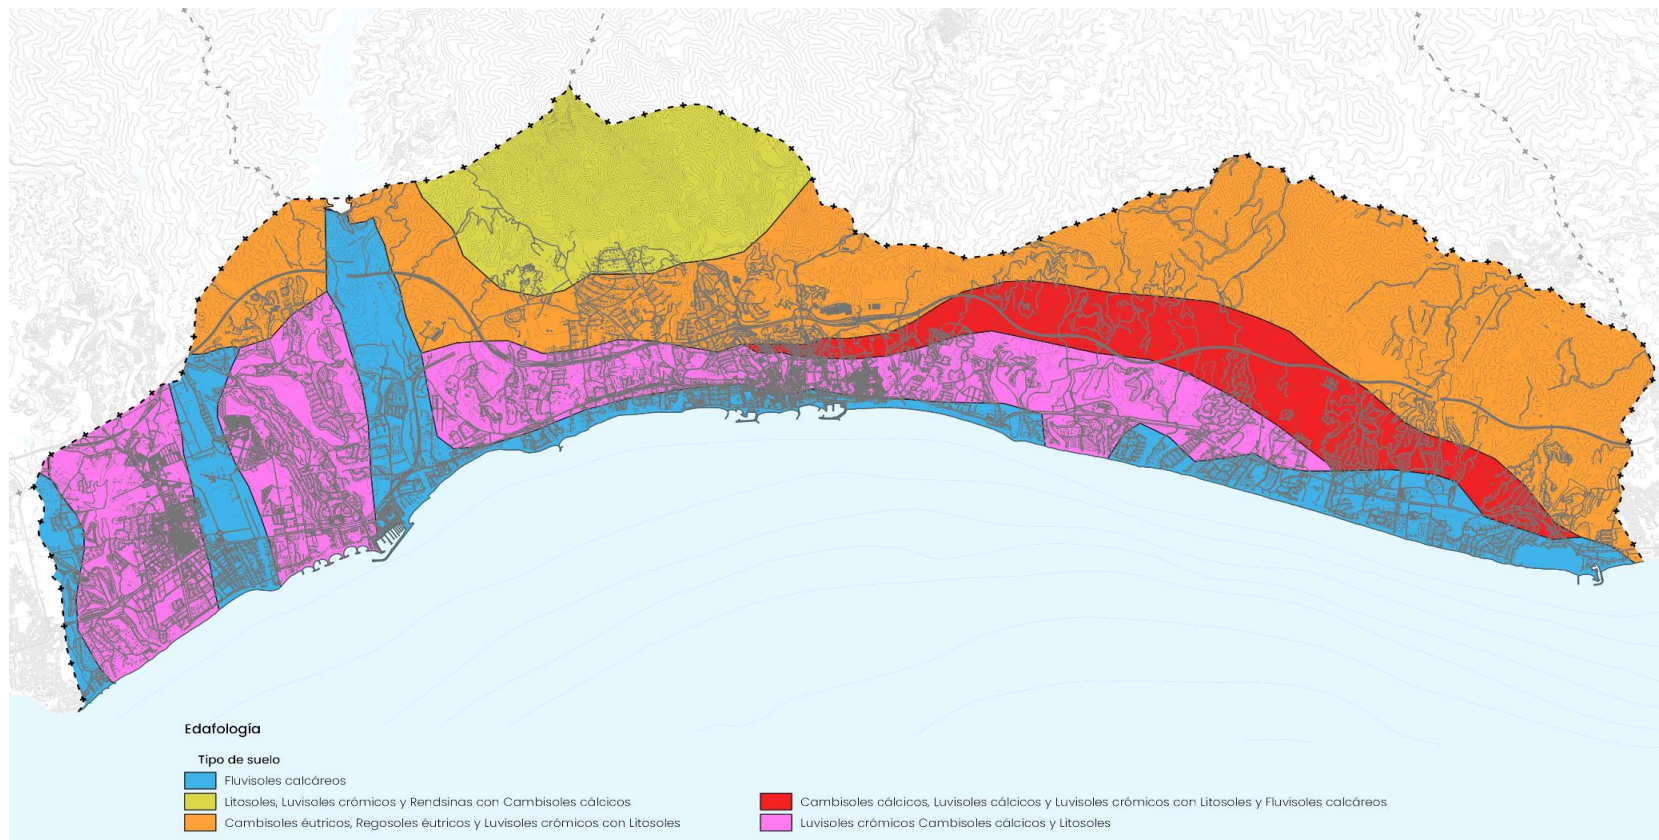 Edafología
Tipo de suelo
Fluvisoles calcáreos
Litosoles, Luvisoles crómicos y Rendsinas con Cambisoles cálcicos
Cambisoles éutricos, Regosoles éutricos y Luvisoles crómicos con Litosoles
Cambisoles cálcicos, Luvisoles cálcicos y Luvisoles crómicos con Litosoles y Fluvisoles calcáreos
Luvisoles crómicos Cambisoles cálcicos y Litosoles